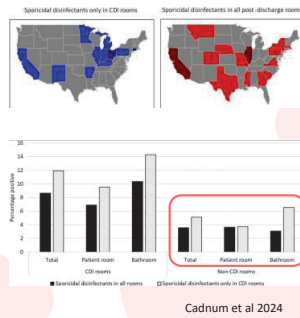 Sporicidal disinfectants only in CDI rooms
Sporicidal disinfectants in all post -discharge rooms
16
14
12
10
8
6
4
2
0
Percentage positive
Total Patient room Bathroom Total Patient room Bathroom
CDI rooms Non-CDI rooms
■ Sporicidal disinfectants in all rooms □ Sporicidal disinfectants only in CDI rooms
Cadnum et al 2024